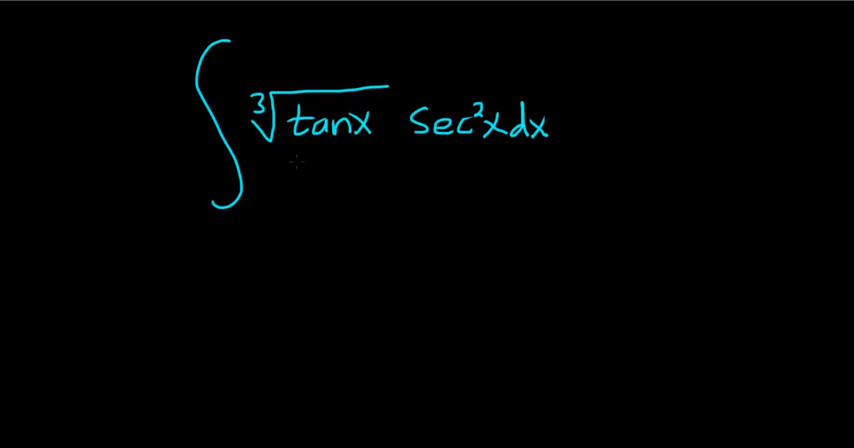 ∫ ∛tanx sec²x dx